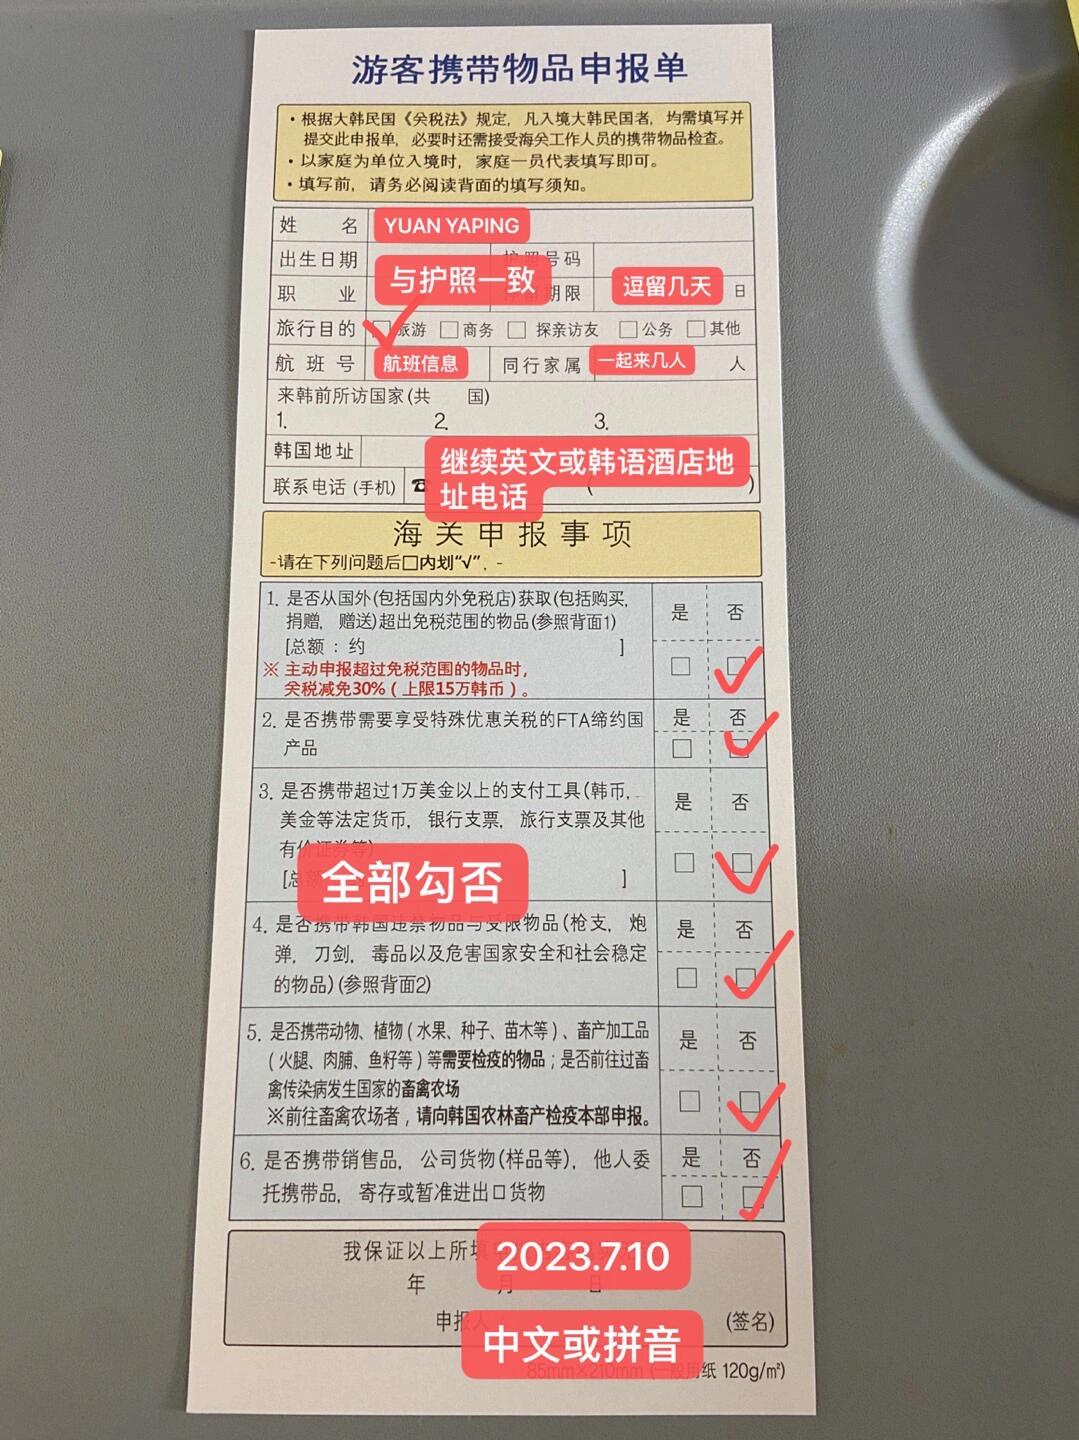 游客携带物品申报单
·根据大韩民国《关税法》规定，凡入境大韩民国者，均需填写并
提交此申报单，必要时还需接受海关工作人员的携带物品检查。
·以家庭为单位入境时，家庭一员代表填写即可。
·填写前，请务必阅读背面的填写须知。
姓 名 YUAN YAPING
出生日期 护照号码
与护照一致
职 业 期限 逗留几天 日
旅行目的 □旅游 □商务 □ 探亲访友 □公务 □其他
航班号 航班信息 同行家属 一起来几人 人
来韩前所访国家(共 国)
1. 2. 3.
韩国地址
继续英文或韩语酒店地
址电话
联系电话 (手机) ☎ ( )
海关申报事项
-请在下列问题后□内划“√”. -
1. 是否从国外(包括国内外免税店)获取(包括购买, 是 否
捐赠, 赠送)超出免税范围的物品(参照背面1)
[总额 : 约 ] □ □
※ 主动申报超过免税范围的物品时,
关税减免30% ( 上限15万韩币 ) 。
2. 是否携带需要享受特殊优惠关税的FTA缔约国 是 否
产品 □ □
3. 是否携带超过1万美金以上的支付工具(韩币, 是 否
美金等法定货币, 银行支票, 旅行支票及其他
有价证券等) □ □
[总 ]
全部勾否
4. 是否携带韩国违禁物品与受限物品(枪支, 炮 是 否
弹, 刀剑, 毒品以及危害国家安全和社会稳定
的物品) (参照背面2) □ □
5. 是否携带动物、植物 ( 水果、种子、苗木等 ) 、畜产加工品 是 否
( 火腿、肉脯、鱼籽等 ) 等需要检疫的物品 ; 是否前往过畜
禽传染病发生国家的畜禽农场 □ □
※前往畜禽农场者 , 请向韩国农林畜产检疫本部申报。
6. 是否携带销售品, 公司货物(样品等), 他人委 是 否
托携带品, 寄存或暂准进出口货物 □ □
我保证以上所填
2023.7.10
年 月 日
申报人 (签名)
中文或拼音
85mm×210mm (一般用纸 120g/㎡)